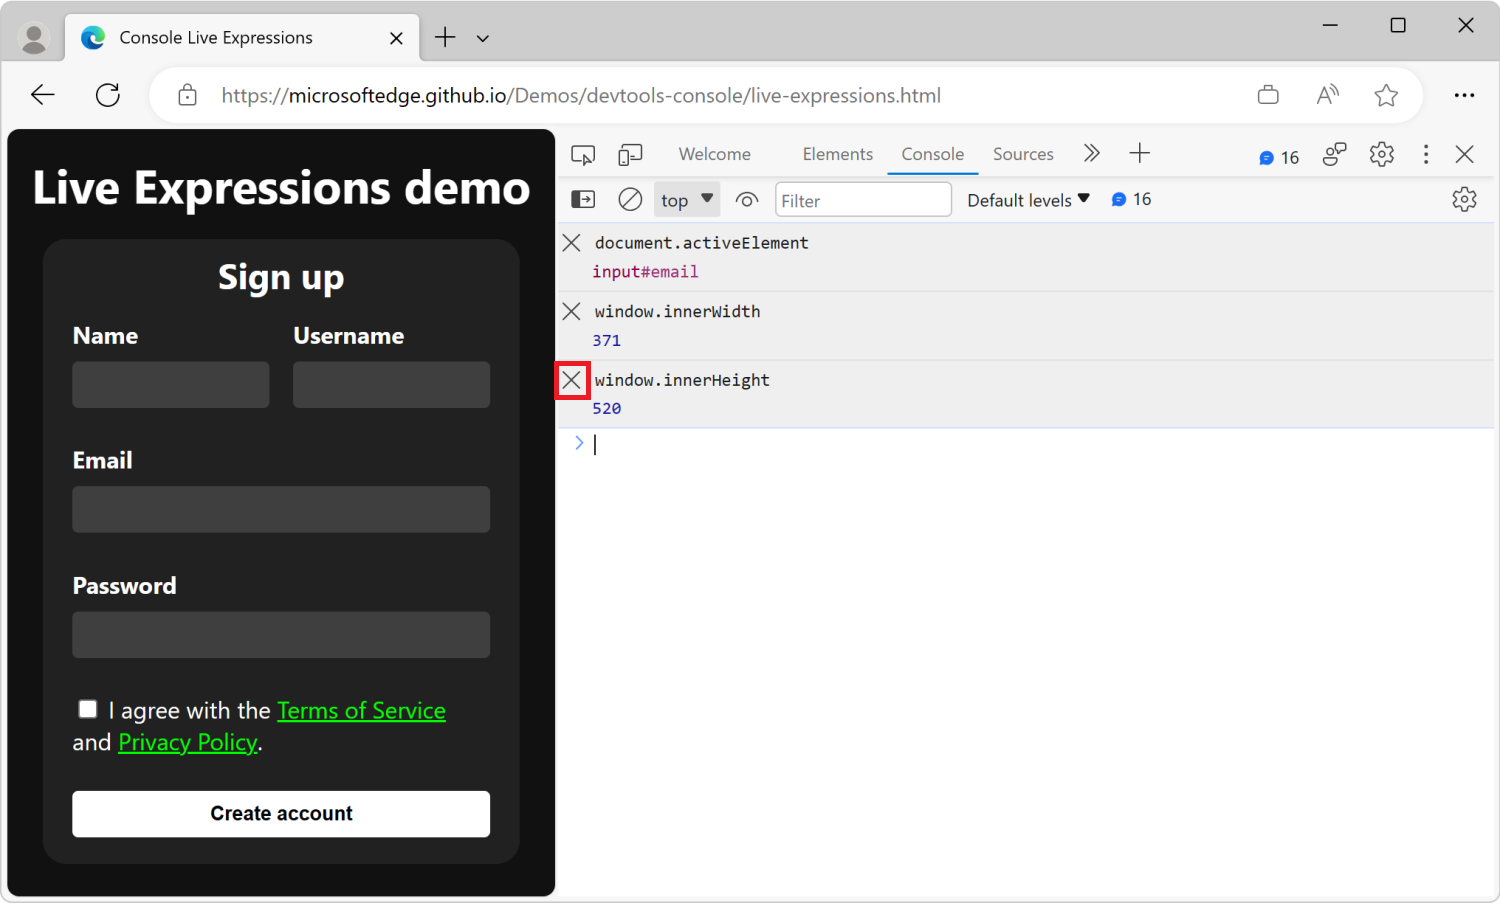 Console Live Expressions
https://microsoftedge.github.io/Demos/devtools-console/live-expressions.html
Live Expressions demo
Sign up
Name Username
Email
Password
I agree with the Terms of Service
and Privacy Policy.
Create account
Welcome Elements Console Sources 16
top Filter Default levels 16
document.activeElement
input#email
window.innerWidth
371
window.innerHeight
520